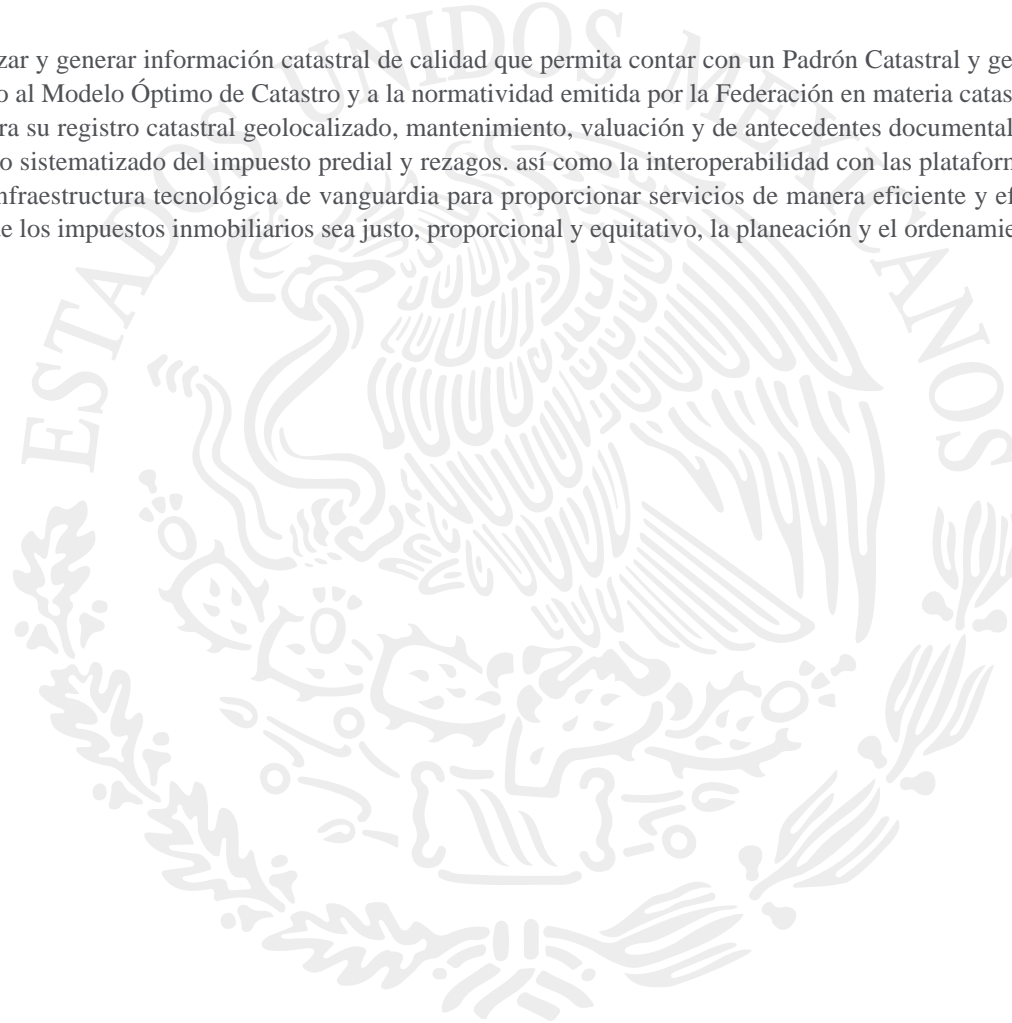 ESTADOS UNIDOS MEXICANOS
zar y generar información catastral de calidad que permita contar con un Padrón Catastral y ge
o al Modelo Óptimo de Catastro y a la normatividad emitida por la Federación en materia catas
ra su registro catastral geolocalizado, mantenimiento, valuación y de antecedentes documental
o sistematizado del impuesto predial y rezagos. así como la interoperabilidad con las plataform
nfraestructura tecnológica de vanguardia para proporcionar servicios de manera eficiente y ef
e los impuestos inmobiliarios sea justo, proporcional y equitativo, la planeación y el ordenamie